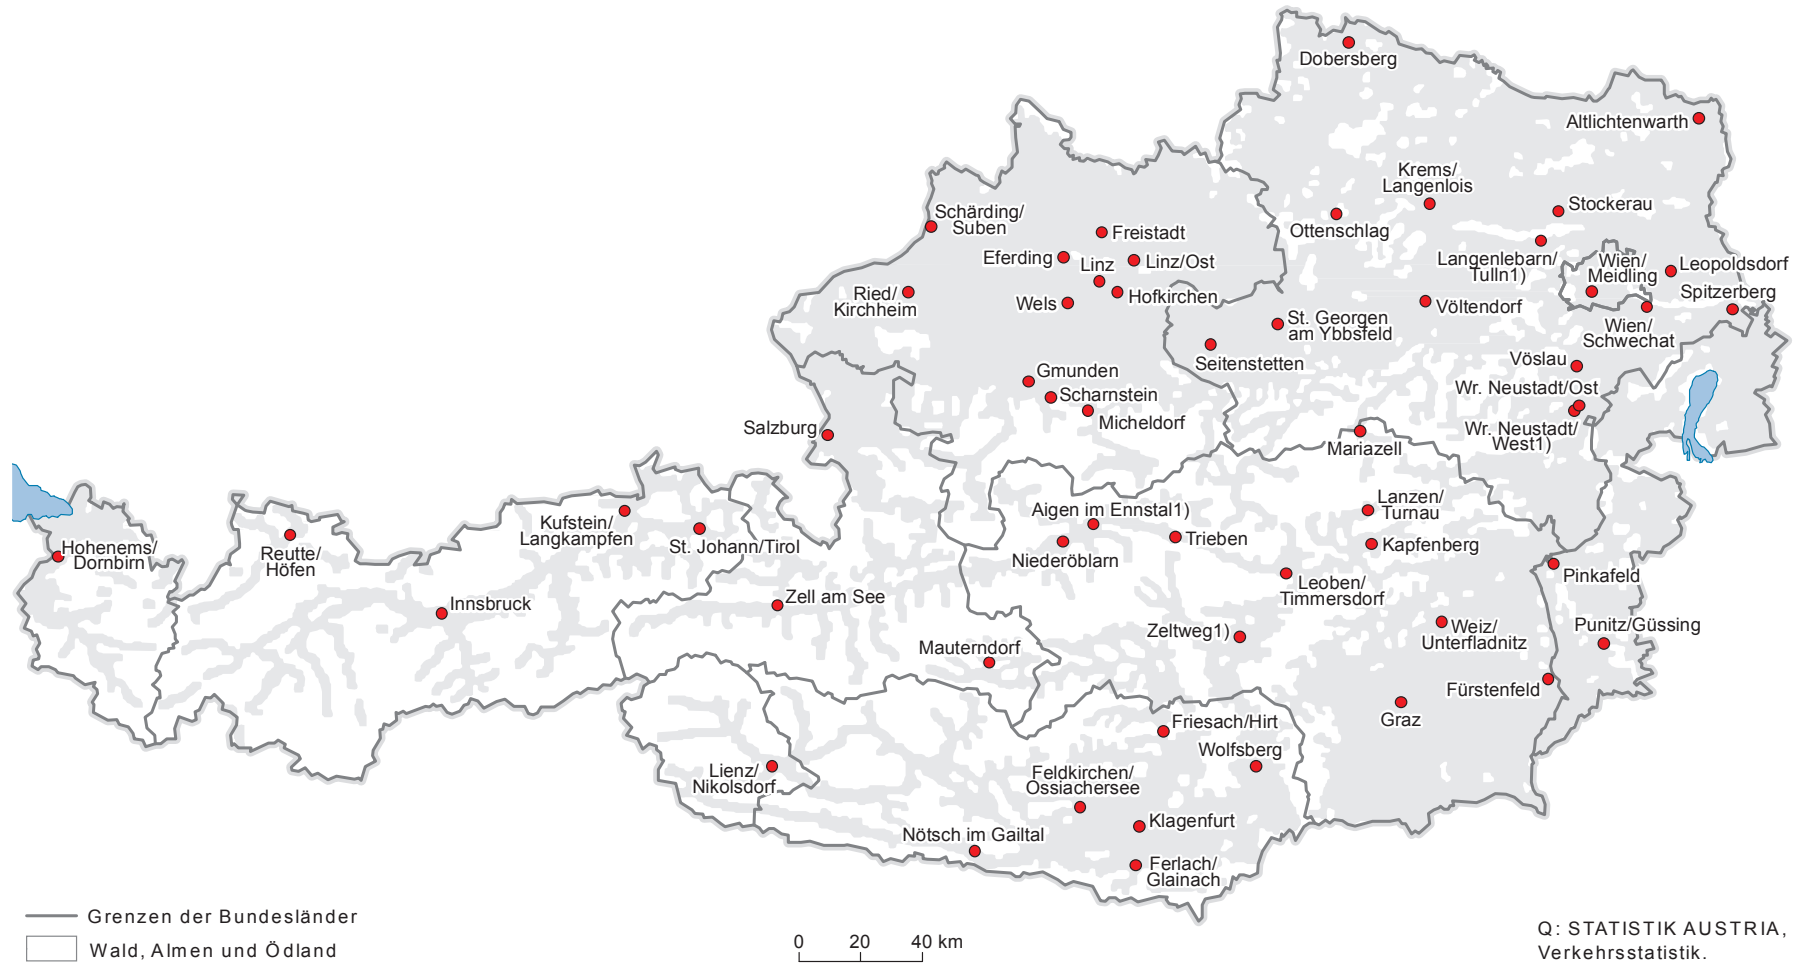 Dobersberg
Altlichtenwarth
Krems/
Langenlois
Stockerau
Ottenschlag
Schärding/
Suben
Freistadt
Eferding
Linz
Linz/Ost
Langenlebarn/
Tulln1)
Wien/
Meidling
Leopoldsdorf
Spitzerberg
Ried/
Kirchheim
Wels
Hofkirchen
Völtendorf
St. Georgen
am Ybbsfeld
Wien/
Schwechat
Seitenstetten
Vöslau
Gmunden
Scharnstein
Micheldorf
Wr. Neustadt/Ost
Wr. Neustadt/
West1)
Salzburg
Mariazell
Lanzen/
Turnau
Aigen im Ennstal1)
Kufstein/
Langkampfen
St. Johann/Tirol
Trieben
Kapfenberg
Hohenems/
Dornbirn
Reutte/
Höfen
Niederöblarn
Pinkafeld
Leoben/
Timmersdorf
Innsbruck
Zell am See
Zeltweg1)
Weiz/
Unterfladnitz
Punitz/Güssing
Mauterndorf
Fürstenfeld
Graz
Friesach/Hirt
Wolfsberg
Lienz/
Nikolsdorf
Feldkirchen/
Ossiachersee
Klagenfurt
Nötsch im Gailtal
Ferlach/
Glainach
Grenzen der Bundesländer
Wald, Almen und Ödland
0 20 40 km
Q: STATISTIK AUSTRIA,
Verkehrsstatistik.